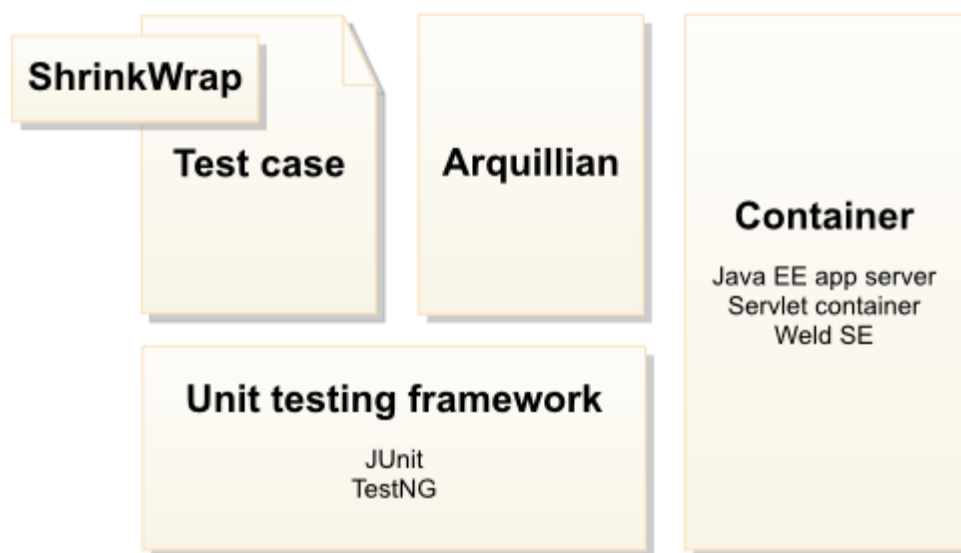 ShrinkWrap
Test case
Arquillian
Container
Java EE app server
Servlet container
Weld SE
Unit testing framework
JUnit
TestNG